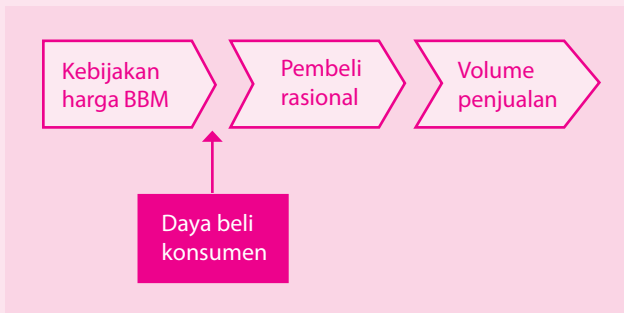 Kebijakan
harga BBM
Pembeli
rasional
Volume
penjualan
Daya beli
konsumen